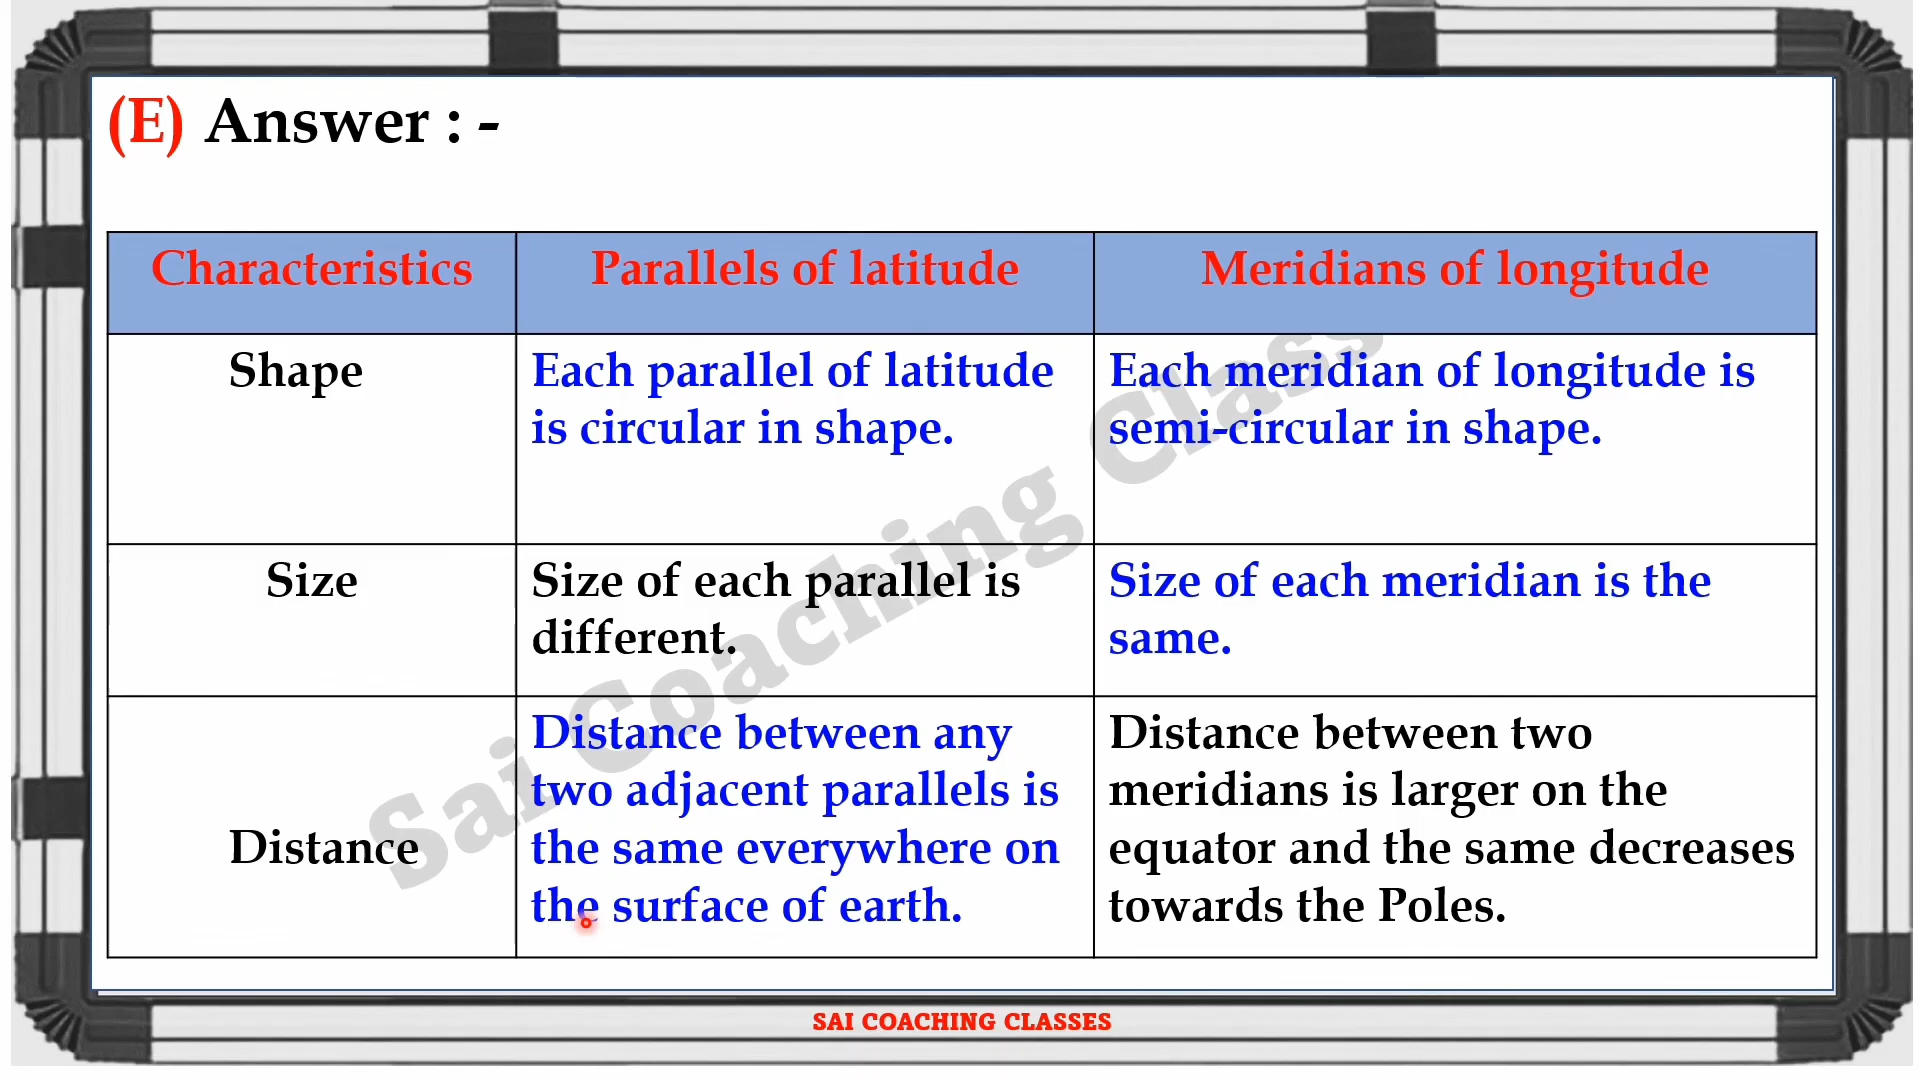 (E) Answer : -
Characteristics
Parallels of latitude
Meridians of longitude
Shape
Each parallel of latitude
is circular in shape.
Each meridian of longitude is
semi-circular in shape.
Size
Size of each parallel is
different.
Size of each meridian is the
same.
Distance
Distance between any
two adjacent parallels is
the same everywhere on
the surface of earth.
Distance between two
meridians is larger on the
equator and the same decreases
towards the Poles.
Sai Coaching Class
SAI COACHING CLASSES